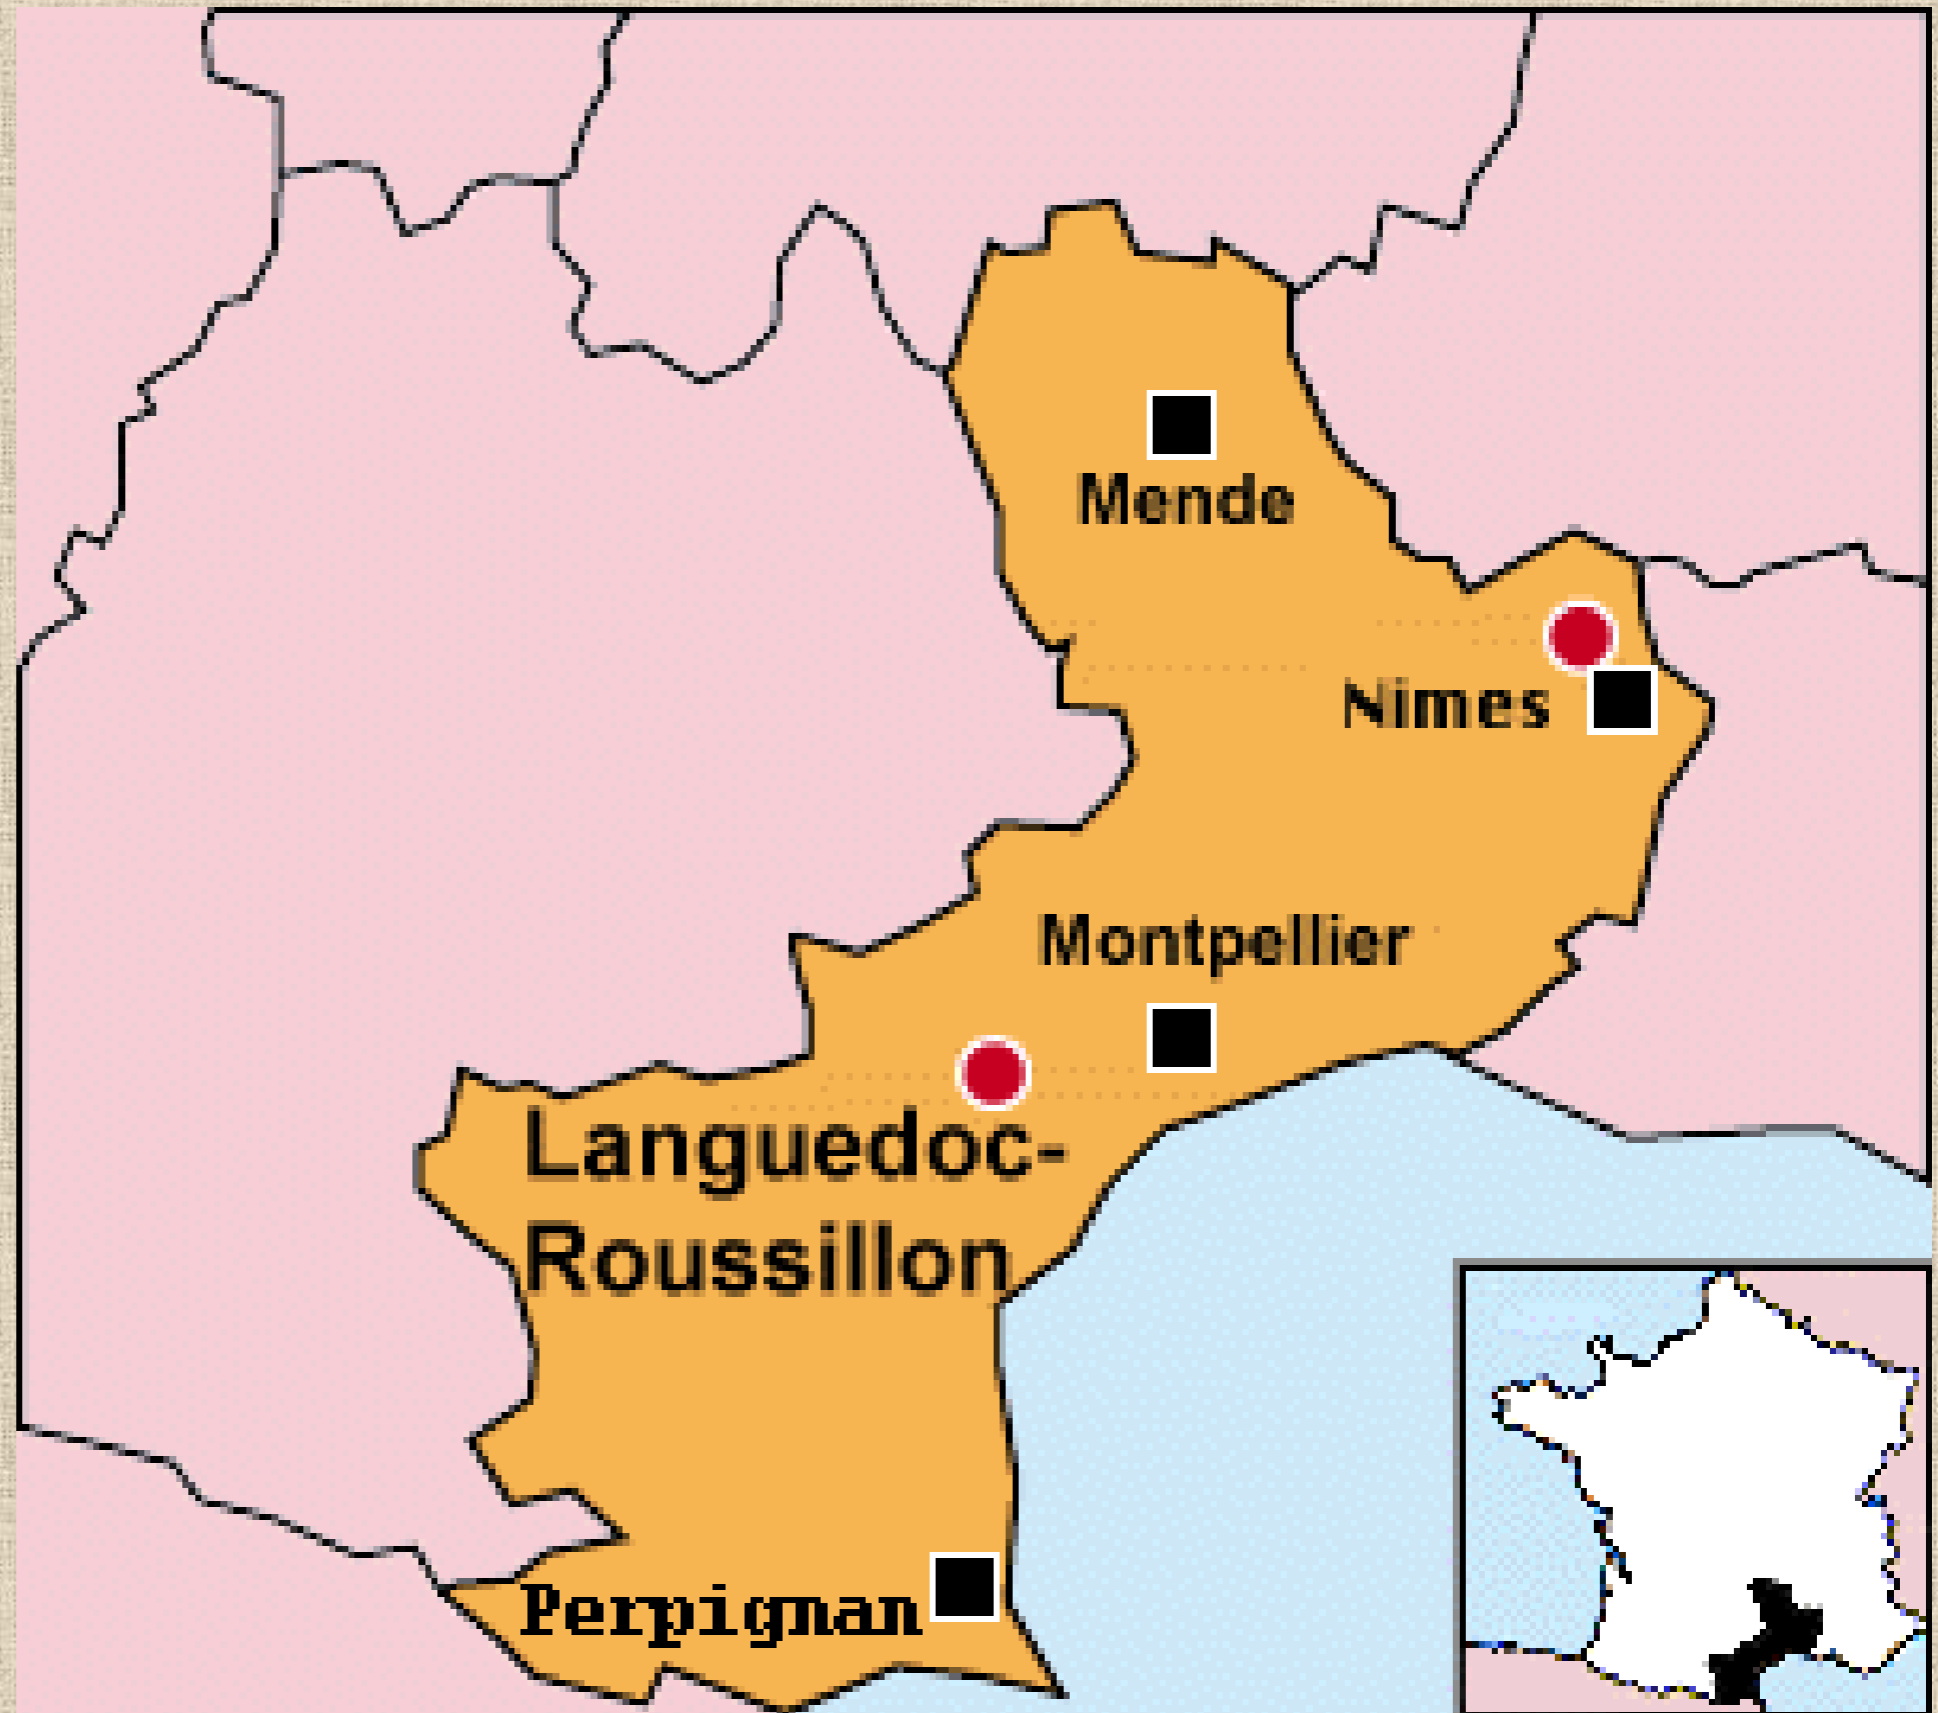 Mende
Nimes
Montpellier
Languedoc-
Roussillon
Perpignan